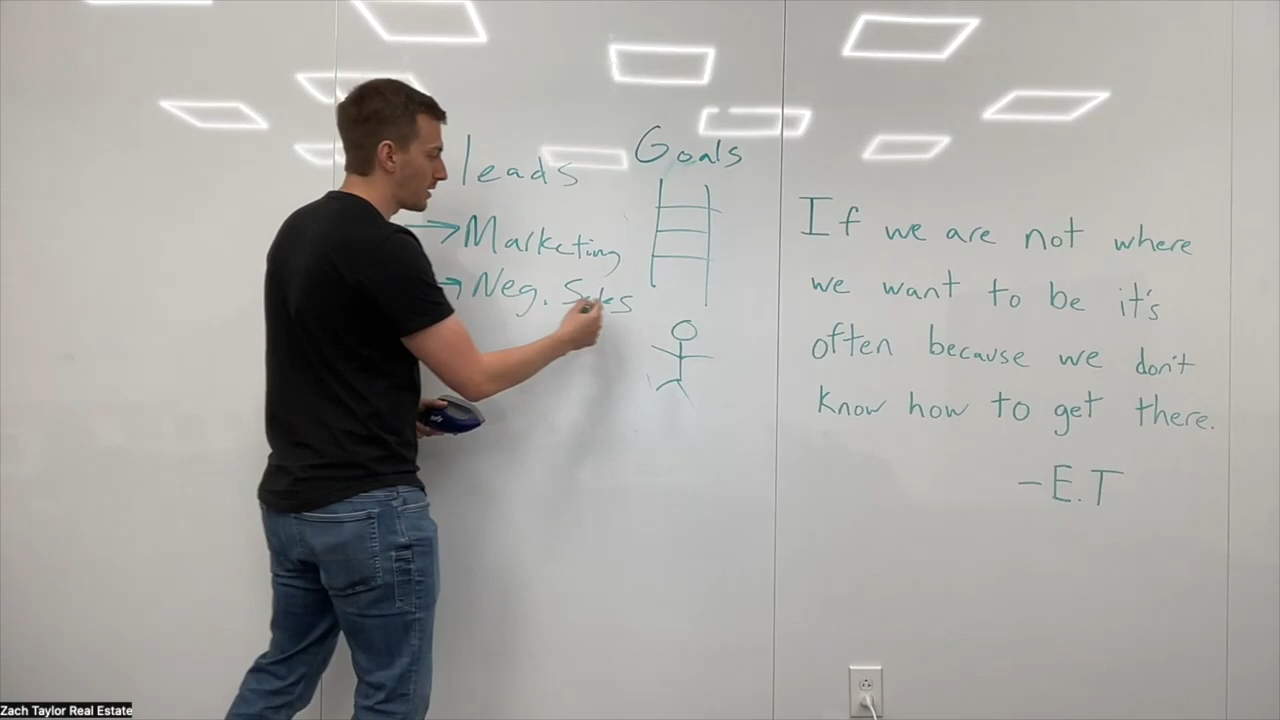 leads
Marketing
Neg. Sales
Goals
If we are not where
we want to be it's
often because we don't
know how to get there.
-E.T
Zach Taylor Real Estate